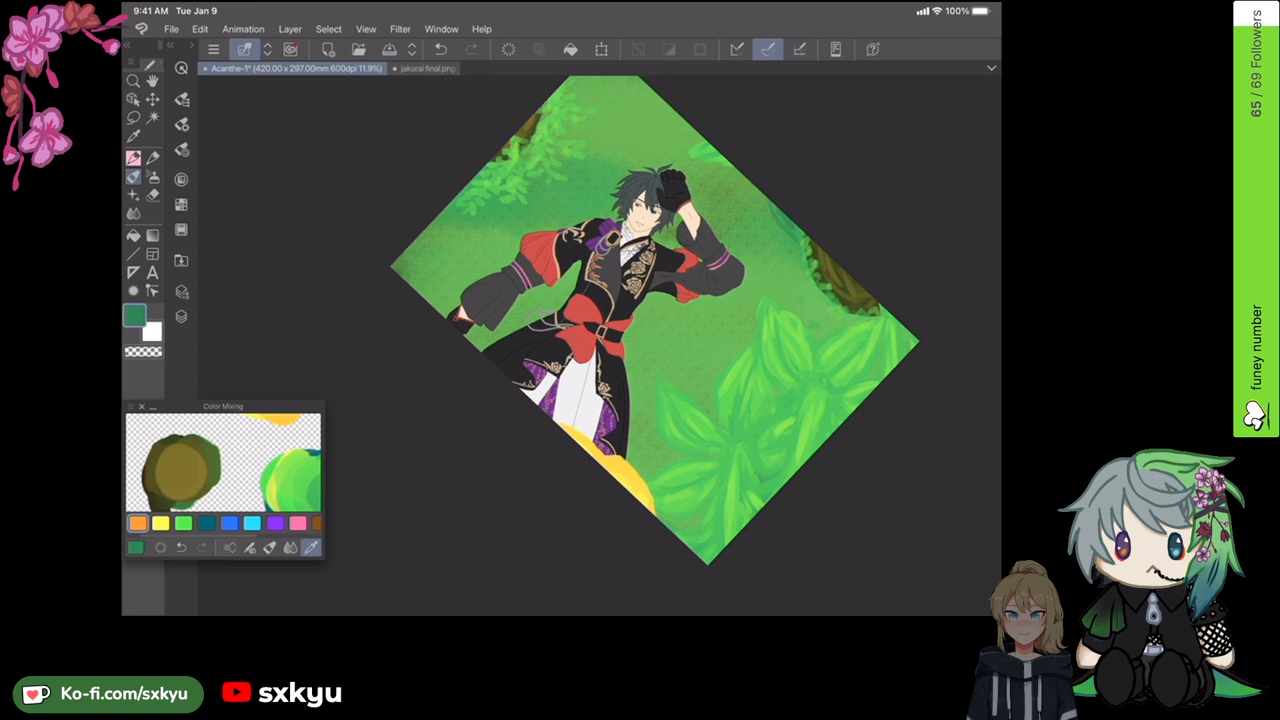 9:41 AM Tue Jan 9
100%
File Edit Animation Layer Select View Filter Window Help
Acanthe-1* (420.00 x 297.00mm 600dpi 11.9%)
jakurai final.png
A
Color Mixing
65 / 69 Followers
funey number
Ko-fi.com/sxkyu
sxkyu